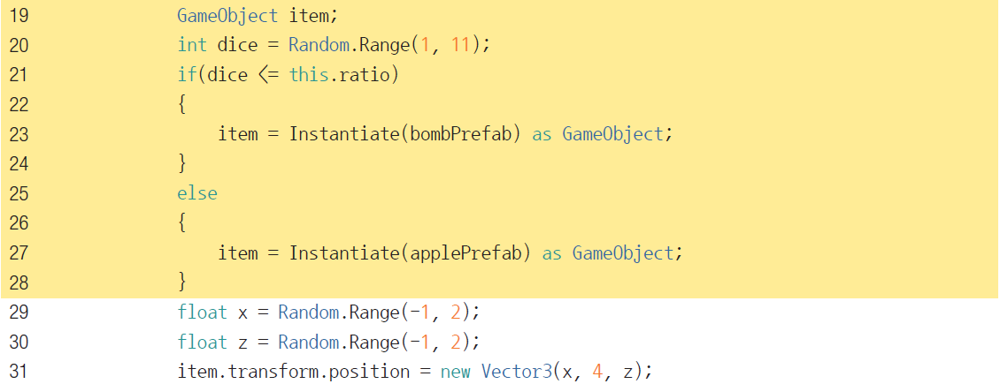 19 GameObject item;
20 int dice = Random.Range(1, 11);
21 if(dice <= this.ratio)
22 {
23 item = Instantiate(bombPrefab) as GameObject;
24 }
25 else
26 {
27 item = Instantiate(applePrefab) as GameObject;
28 }
29 float x = Random.Range(-1, 2);
30 float z = Random.Range(-1, 2);
31 item.transform.position = new Vector3(x, 4, z);